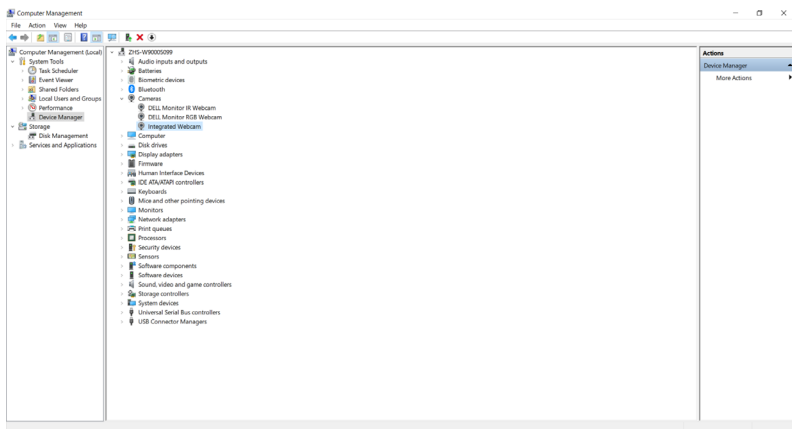 Computer Management
File Action View Help
Computer Management (Local)
System Tools
Task Scheduler
Event Viewer
Shared Folders
Local Users and Groups
Performance
Device Manager
Storage
Disk Management
Services and Applications
ZHS-W90005099
Audio inputs and outputs
Batteries
Biometric devices
Bluetooth
Cameras
DELL Monitor IR Webcam
DELL Monitor RGB Webcam
Integrated Webcam
Computer
Disk drives
Display adapters
Firmware
Human Interface Devices
IDE ATA/ATAPI controllers
Keyboards
Mice and other pointing devices
Monitors
Network adapters
Print queues
Processors
Security devices
Sensors
Software components
Software devices
Sound, video and game controllers
Storage controllers
System devices
Universal Serial Bus controllers
USB Connector Managers
Actions
Device Manager
More Actions